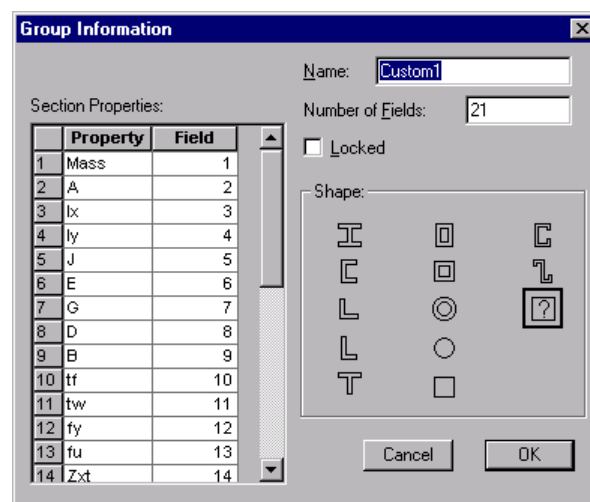 Group Information
Name: Custom1
Section Properties:
Number of Fields: 21
Property Field
Locked
1 Mass 1
2 A 2
Shape:
3 Ix 3
4 Iy 4
5 J 5
6 E 6
7 G 7
?
8 D 8
9 B 9
10 tf 10
11 tw 11
12 fy 12
13 fu 13
Cancel OK
14 Zxt 14